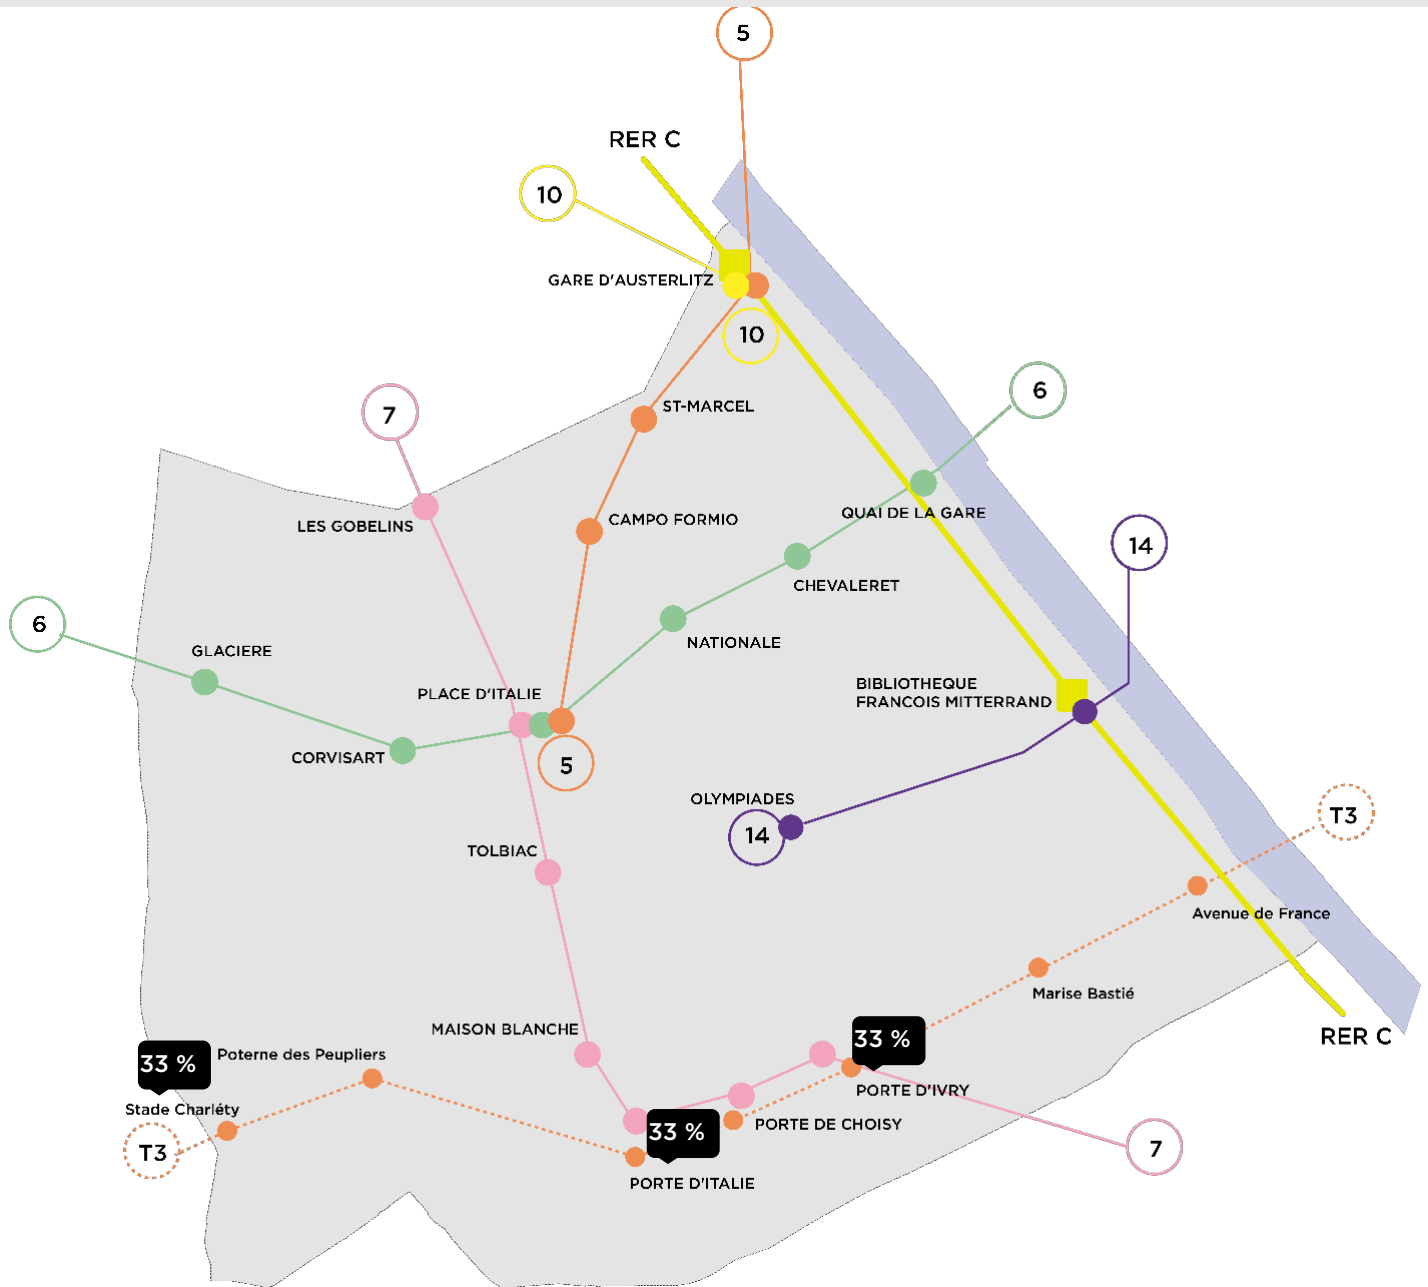 5
RER C
10
GARE D'AUSTERLITZ
10
6
7
ST-MARCEL
QUAI DE LA GARE
CAMPO FORMIO
LES GOBELINS
14
CHEVALERET
6
GLACIERE
NATIONALE
PLACE D'ITALIE
BIBLIOTHEQUE
FRANCOIS MITTERRAND
CORVISART
5
OLYMPIADES
14
T3
TOLBIAC
Avenue de France
Marise Bastié
MAISON BLANCHE
33 %
RER C
33 %
Poterne des Peupliers
PORTE D'IVRY
Stade Charléty
PORTE DE CHOISY
33 %
T3
7
PORTE D'ITALIE